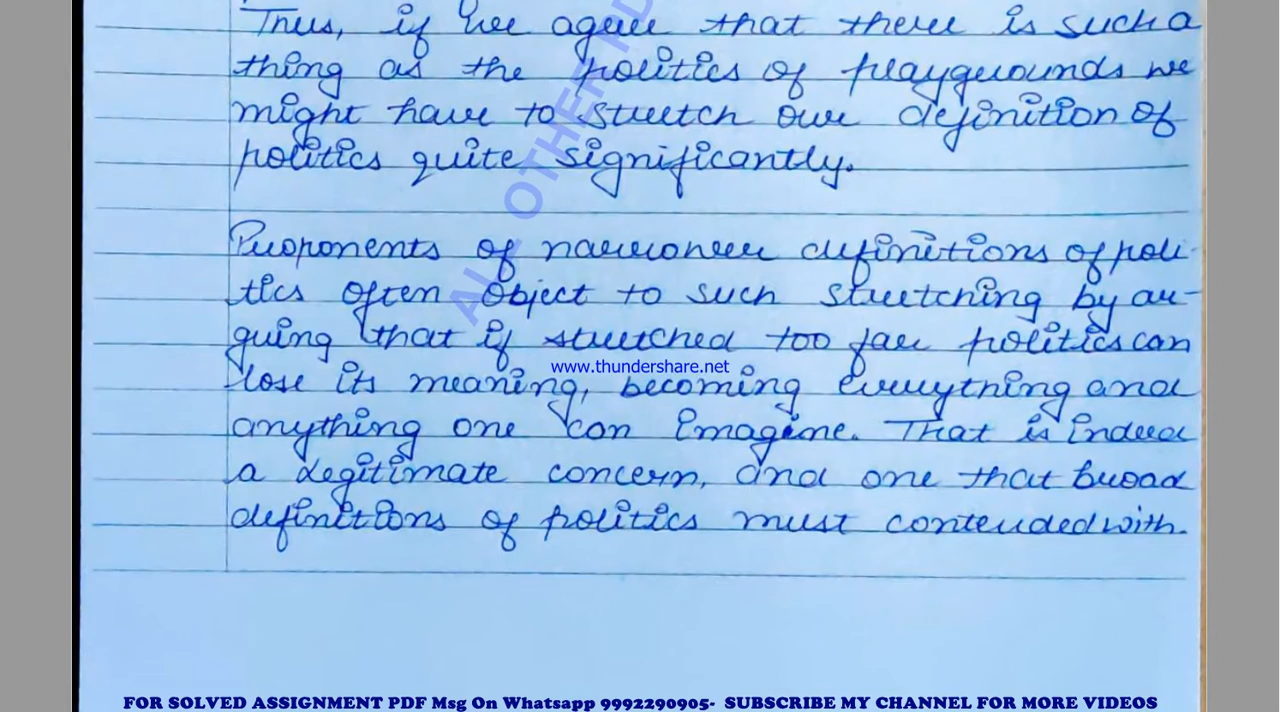 Thus, if we agree that there is such a
thing as the politics of playgrounds we
might have to stretch our definition of
politics quite significantly.
Proponents of narrower definitions of poli-
tics often object to such stretching by ar-
guing that if stretched too far politics can
www.thundershare.net
lose its meaning, becoming everything and
anything one can imagine. That is indeed
a legitimate concern, and one that broad
definitions of politics must contended with.
ALL OTHER
FOR SOLVED ASSIGNMENT PDF Msg On Whatsapp 9992290905- SUBSCRIBE MY CHANNEL FOR MORE VIDEOS